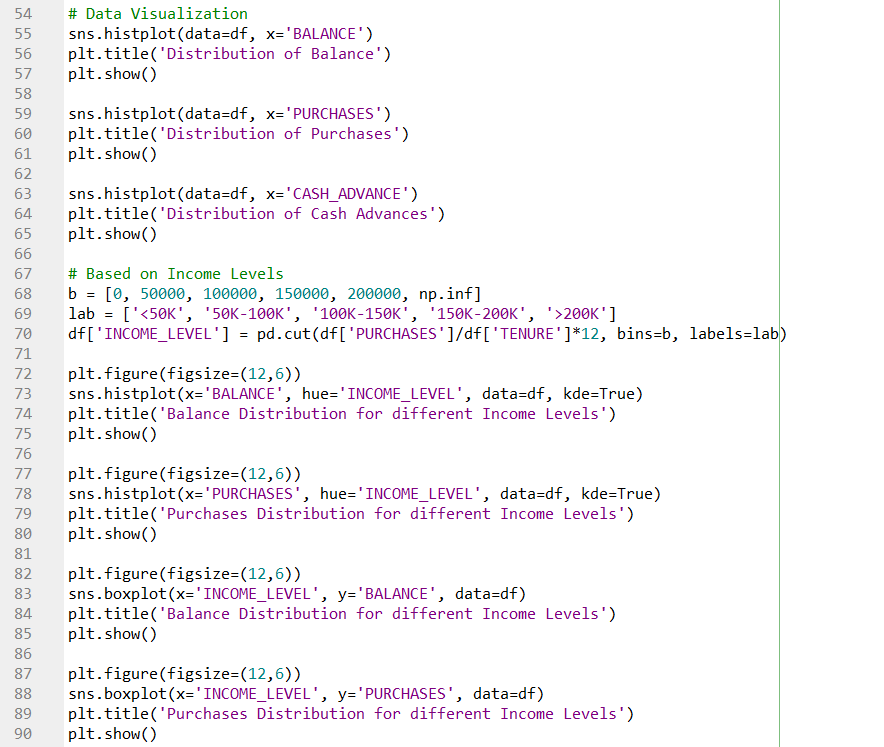 54 # Data Visualization
55 sns.histplot(data=df, x='BALANCE')
56 plt.title('Distribution of Balance')
57 plt.show()
58
59 sns.histplot(data=df, x='PURCHASES')
60 plt.title('Distribution of Purchases')
61 plt.show()
62
63 sns.histplot(data=df, x='CASH_ADVANCE')
64 plt.title('Distribution of Cash Advances')
65 plt.show()
66
67 # Based on Income Levels
68 b = [0, 50000, 100000, 150000, 200000, np.inf]
69 lab = ['<50K', '50K-100K', '100K-150K', '150K-200K', '>200K']
70 df['INCOME_LEVEL'] = pd.cut(df['PURCHASES']/df['TENURE']*12, bins=b, labels=lab)
71
72 plt.figure(figsize=(12,6))
73 sns.histplot(x='BALANCE', hue='INCOME_LEVEL', data=df, kde=True)
74 plt.title('Balance Distribution for different Income Levels')
75 plt.show()
76
77 plt.figure(figsize=(12,6))
78 sns.histplot(x='PURCHASES', hue='INCOME_LEVEL', data=df, kde=True)
79 plt.title('Purchases Distribution for different Income Levels')
80 plt.show()
81
82 plt.figure(figsize=(12,6))
83 sns.boxplot(x='INCOME_LEVEL', y='BALANCE', data=df)
84 plt.title('Balance Distribution for different Income Levels')
85 plt.show()
86
87 plt.figure(figsize=(12,6))
88 sns.boxplot(x='INCOME_LEVEL', y='PURCHASES', data=df)
89 plt.title('Purchases Distribution for different Income Levels')
90 plt.show()